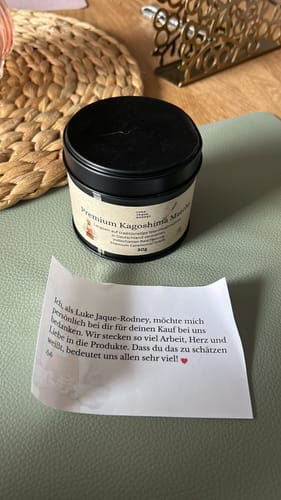 Premium Kagoshima Matcha
in Deutschland
30g
Ich, als Luke Jaque-Rodney, möchte mich
persönlich bei dir für deinen Kauf bei uns
bedanken. Wir stecken so viel Arbeit, Herz und
Liebe in die Produkte. Dass du das zu schätzen
weißt, bedeutet uns allen sehr viel! ❤